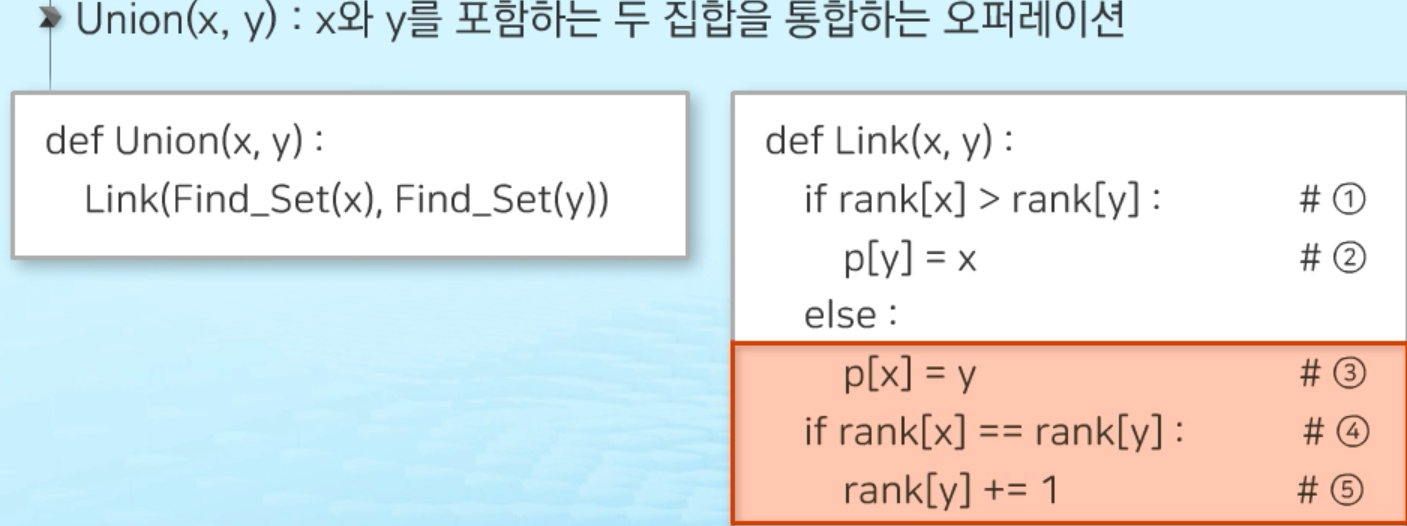 Union(x, y) : x와 y를 포함하는 두 집합을 통합하는 오퍼레이션
def Union(x, y) :
Link(Find_Set(x), Find_Set(y))
def Link(x, y) :
if rank[x] > rank[y] : # ①
p[y] = x # ②
else :
p[x] = y # ③
if rank[x] == rank[y] : # ④
rank[y] += 1 # ⑤